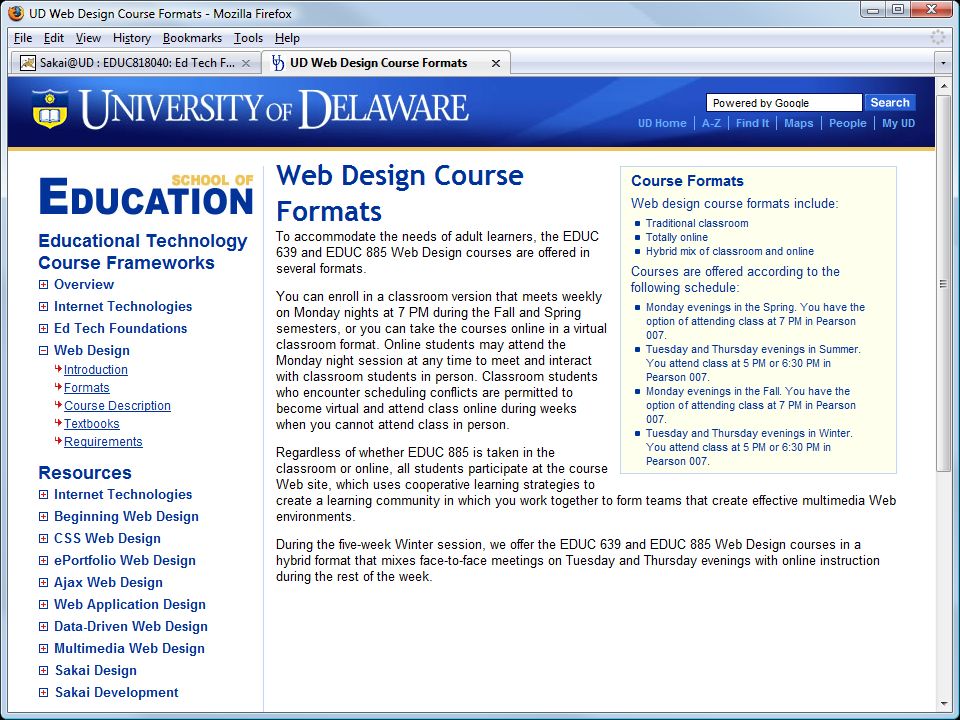 UD Web Design Course Formats - Mozilla Firefox
File Edit View History Bookmarks Tools Help
Sakai@UD : EDUC818040: Ed Tech F...
UD Web Design Course Formats
UNIVERSITY OF DELAWARE
Powered by Google
Search
UD Home | A-Z | Find It | Maps | People | My UD
SCHOOL OF
EDUCATION
Educational Technology
Course Frameworks
Overview
Internet Technologies
Ed Tech Foundations
Web Design
Introduction
Formats
Course Description
Textbooks
Requirements
Resources
Internet Technologies
Beginning Web Design
CSS Web Design
ePortfolio Web Design
Ajax Web Design
Web Application Design
Data-Driven Web Design
Multimedia Web Design
Sakai Design
Sakai Development
Web Design Course
Formats
To accommodate the needs of adult learners, the EDUC
639 and EDUC 885 Web Design courses are offered in
several formats.
You can enroll in a classroom version that meets weekly
on Monday nights at 7 PM during the Fall and Spring
semesters, or you can take the courses online in a virtual
classroom format. Online students may attend the
Monday night session at any time to meet and interact
with classroom students in person. Classroom students
who encounter scheduling conflicts are permitted to
become virtual and attend class online during weeks
when you cannot attend class in person.
Regardless of whether EDUC 885 is taken in the
classroom or online, all students participate at the course
Web site, which uses cooperative learning strategies to
create a learning community in which you work together to form teams that create effective multimedia Web
environments.
During the five-week Winter session, we offer the EDUC 639 and EDUC 885 Web Design courses in a
hybrid format that mixes face-to-face meetings on Tuesday and Thursday evenings with online instruction
during the rest of the week.
Course Formats
Web design course formats include:
Traditional classroom
Totally online
Hybrid mix of classroom and online
Courses are offered according to the
following schedule:
Monday evenings in the Spring. You have the
option of attending class at 7 PM in Pearson
007.
Tuesday and Thursday evenings in Summer.
You attend class at 5 PM or 6:30 PM in
Pearson 007.
Monday evenings in the Fall. You have the
option of attending class at 7 PM in Pearson
007.
Tuesday and Thursday evenings in Winter.
You attend class at 5 PM or 6:30 PM in
Pearson 007.